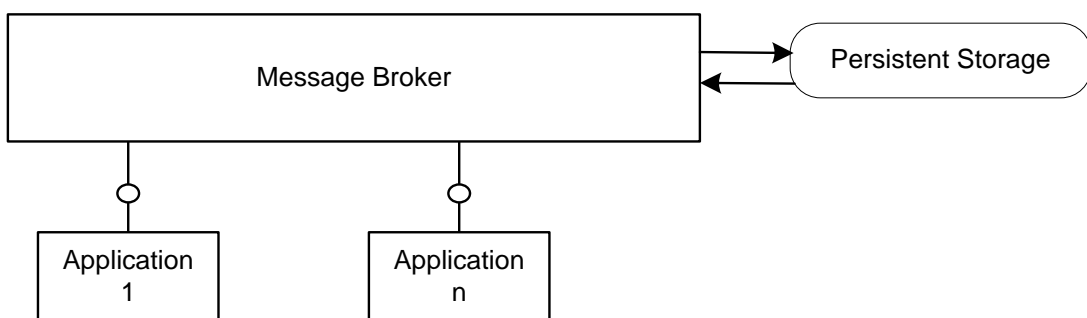 Message Broker
Persistent Storage
Application
1
Application
n